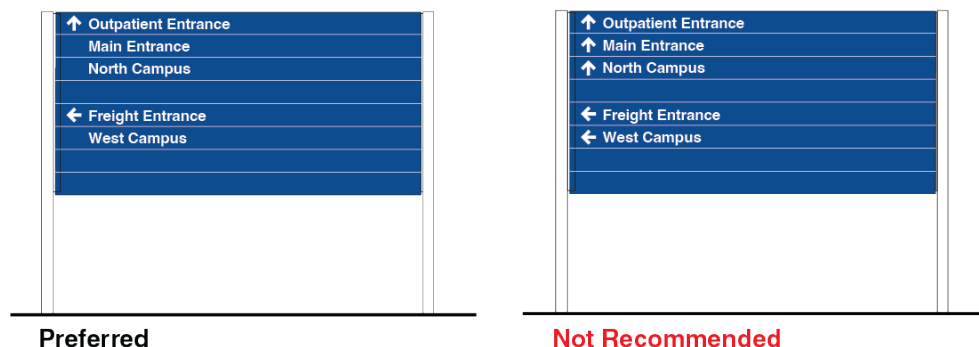 ↑ Outpatient Entrance
Main Entrance
North Campus
← Freight Entrance
West Campus
Preferred
↑ Outpatient Entrance
↑ Main Entrance
↑ North Campus
← Freight Entrance
← West Campus
Not Recommended